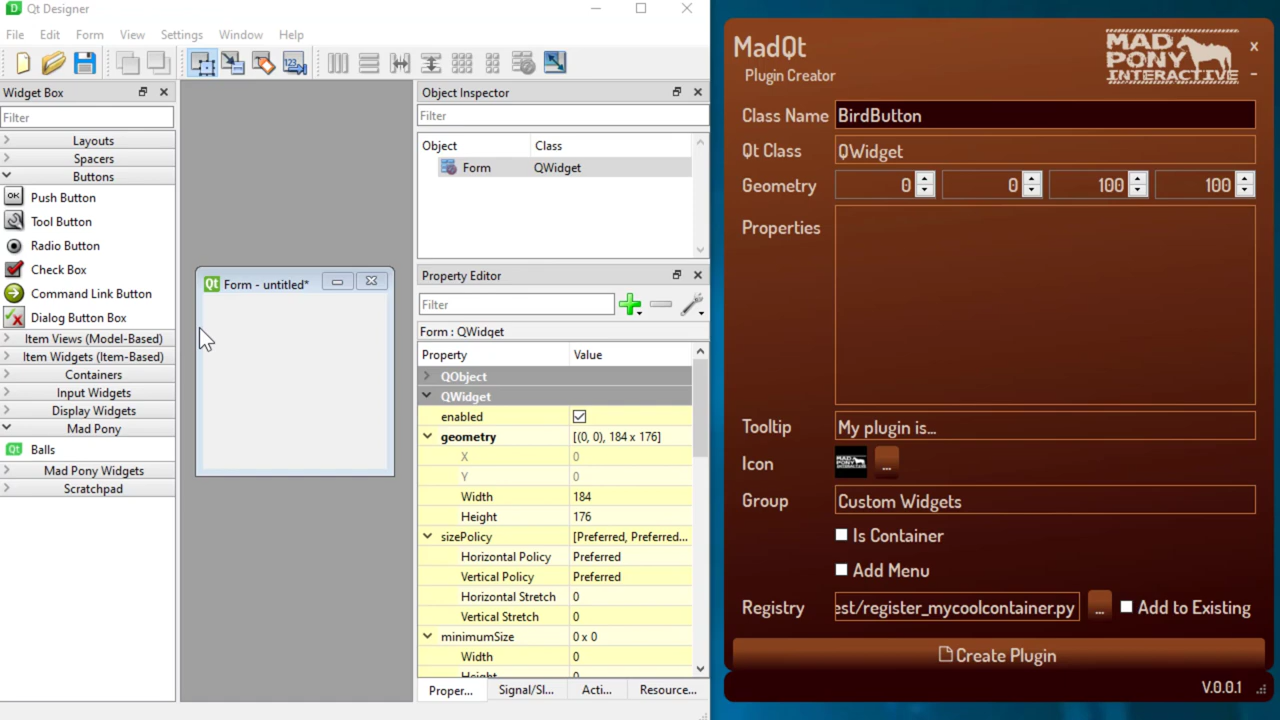 Qt Designer
File Edit Form View Settings Window Help
Widget Box
Filter
Layouts
Spacers
Buttons
OK Push Button
Tool Button
Radio Button
Check Box
Command Link Button
Dialog Button Box
Item Views (Model-Based)
Item Widgets (Item-Based)
Containers
Input Widgets
Display Widgets
Mad Pony
Qt Balls
Mad Pony Widgets
Scratchpad
Qt Form - untitled*
Object Inspector
Filter
Object Class
Form QWidget
Property Editor
Filter
Form : QWidget
Property Value
QObject
QWidget
enabled
geometry [(0, 0), 184 x 176]
X 0
Y 0
Width 184
Height 176
sizePolicy [Preferred, Preferred...
Horizontal Policy Preferred
Vertical Policy Preferred
Horizontal Stretch 0
Vertical Stretch 0
minimumSize 0 x 0
Width 0
Height 0
Proper... Signal/Sl... Acti... Resource...
MadQt
Plugin Creator
MAD
PONY
INTERACTIVE
x
-
Class Name BirdButton
Qt Class QWidget
Geometry 0 0 100 100
Properties
Tooltip My plugin is...
Icon ...
Group Custom Widgets
Is Container
Add Menu
Registry est/register_mycoolcontainer.py ... Add to Existing
Create Plugin
V.0.0.1